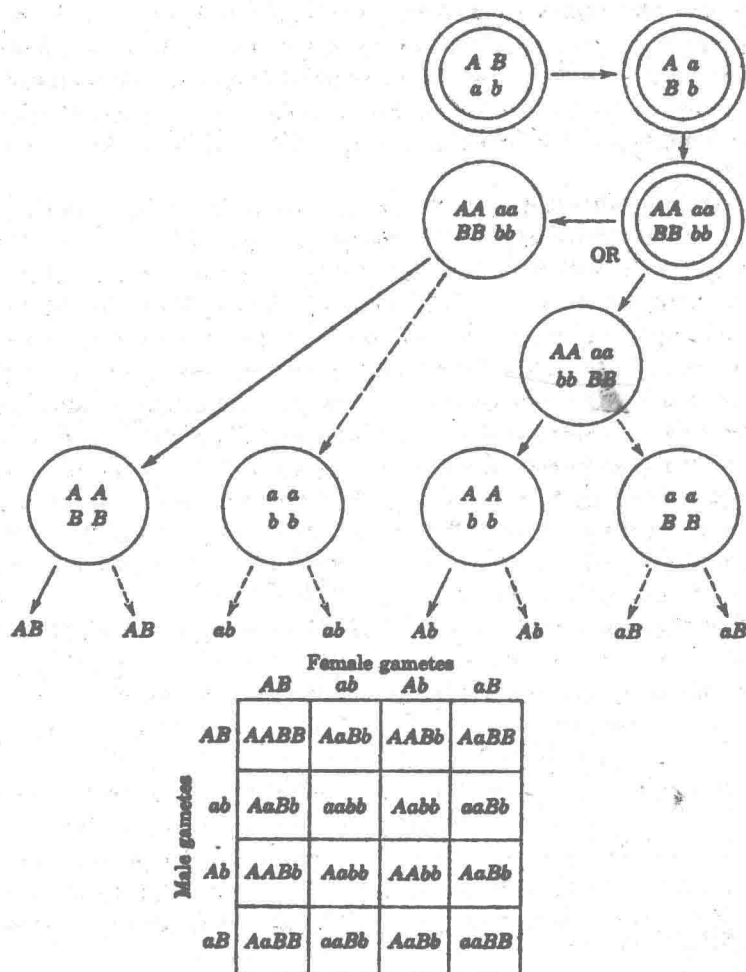 A B A a
a b B b
AA aa AA aa
BB bb BB bb
OR
AA aa
bb BB
A A a a A A a a
B B b b b b B B
AB AB ab ab Ab Ab aB aB
Female gametes
AB ab Ab aB
Male gametes
AB AABB AaBb AABb AaBB
ab AaBb aabb Aabb aaBb
Ab AABb Aabb AAbb AaBb
aB AaBB aaBb AaBb aaBB